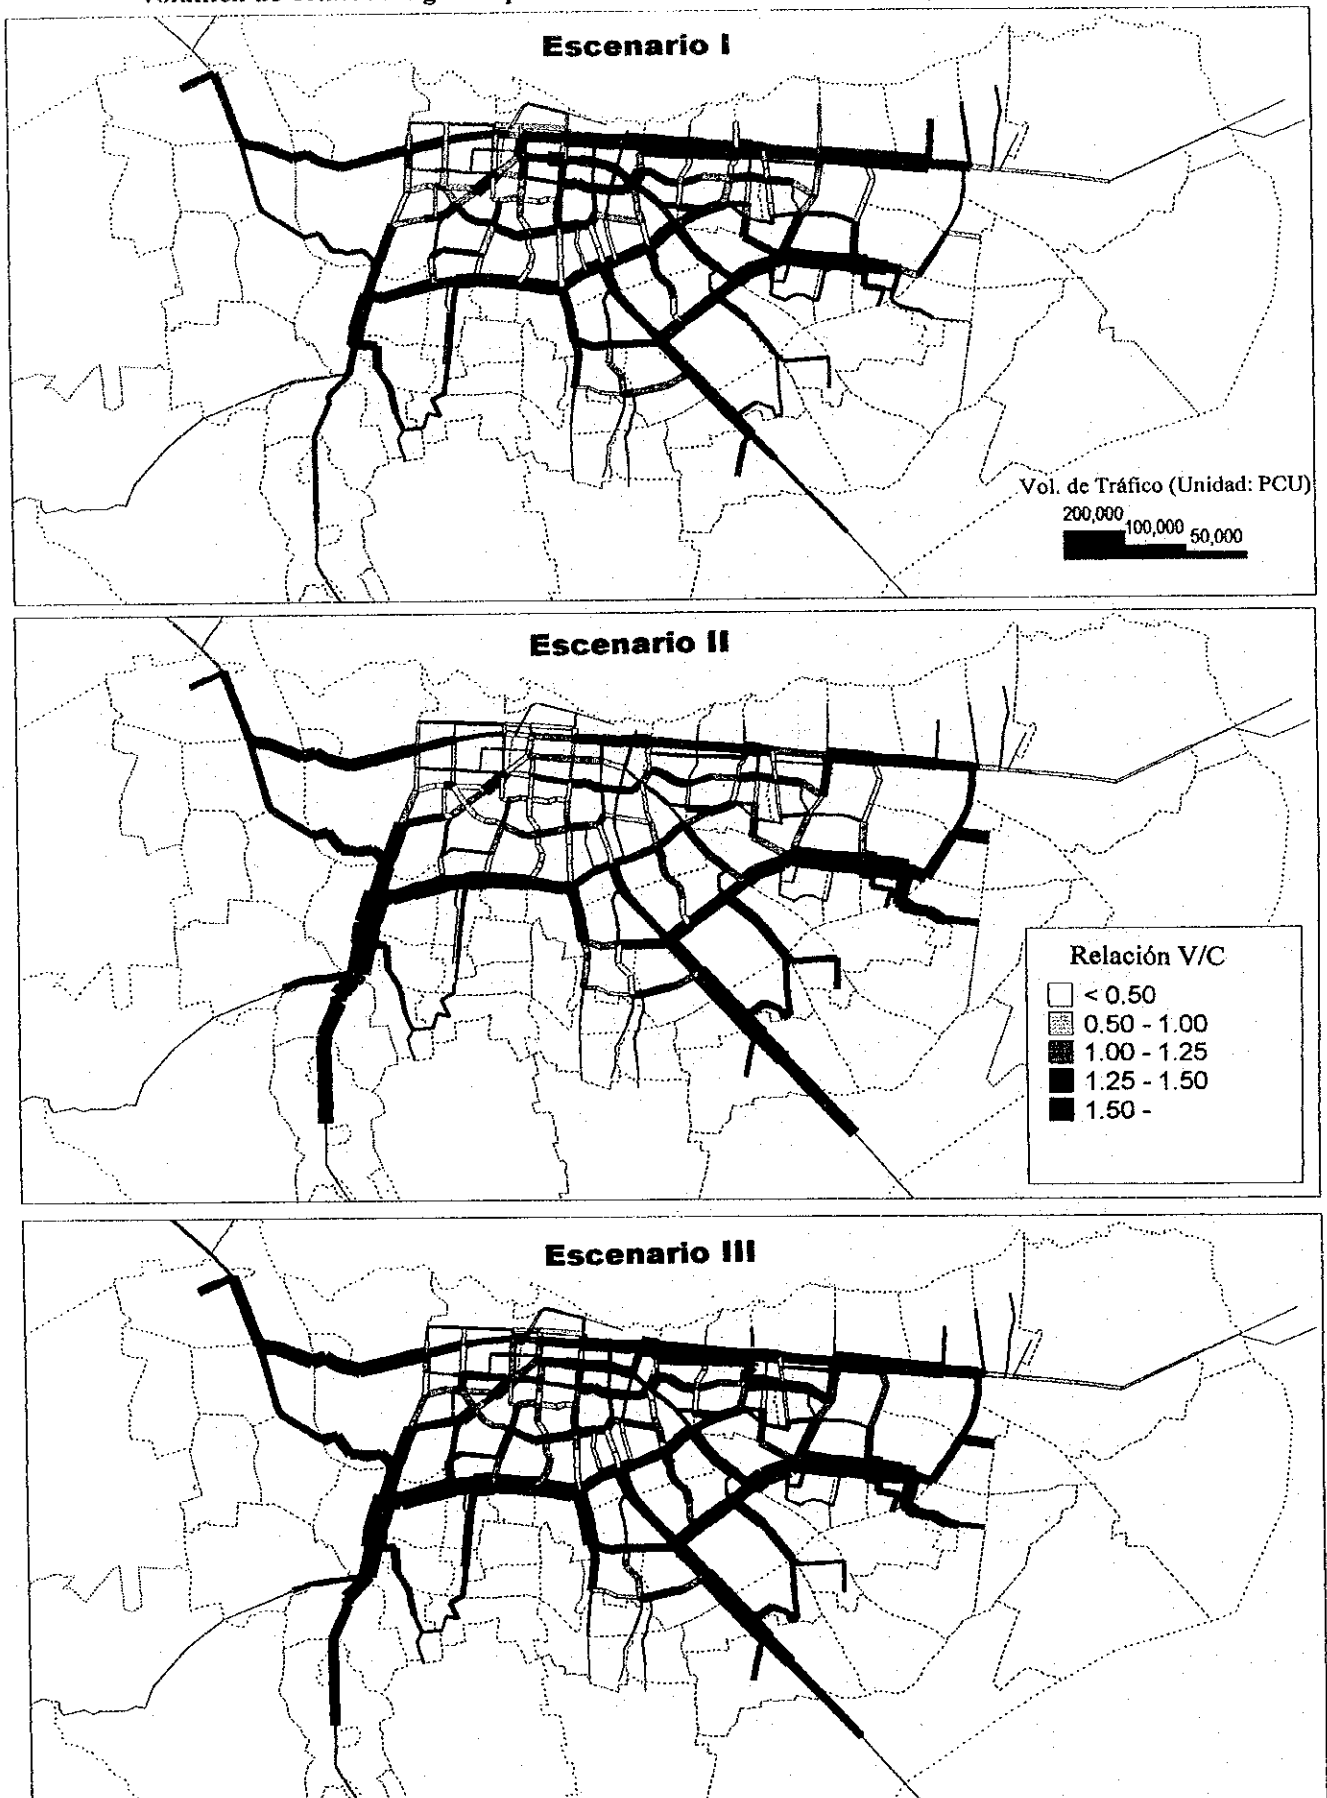 Escenario I
Vol. de Tráfico (Unidad: PCU)
200,000
100,000
50,000
Escenario II
Relación V/C
< 0.50
0.50 - 1.00
1.00 - 1.25
1.25 - 1.50
1.50 -
Escenario III